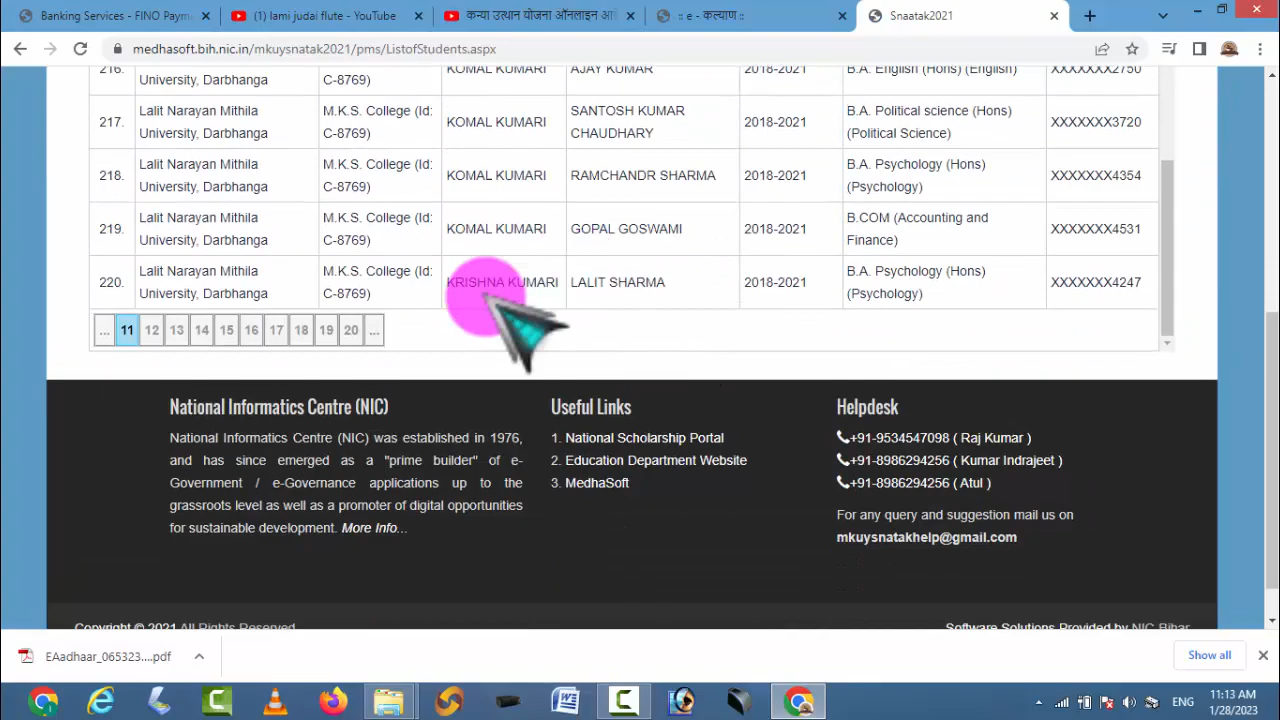 Banking Services - FINO Paym
(1) lami judai flute - YouTube
कन्या उत्थान योजना ऑनलाइन आ
:: e - कल्याण ::
Snaatak2021
medhasoft.bih.nic.in/mkuysnatak2021/pms/ListofStudents.aspx
216. University, Darbhanga C-8769) KOMAL KUMARI AJAY KUMAR 2018-2021 B.A. English (Hons) (English) XXXXXXX2750
Lalit Narayan Mithila M.K.S. College (Id: SANTOSH KUMAR B.A. Political science (Hons)
217. KOMAL KUMARI 2018-2021 XXXXXXX3720
University, Darbhanga C-8769) CHAUDHARY (Political Science)
Lalit Narayan Mithila M.K.S. College (Id: B.A. Psychology (Hons)
218. KOMAL KUMARI RAMCHANDR SHARMA 2018-2021 XXXXXXX4354
University, Darbhanga C-8769) (Psychology)
Lalit Narayan Mithila M.K.S. College (Id: B.COM (Accounting and
219. KOMAL KUMARI GOPAL GOSWAMI 2018-2021 XXXXXXX4531
University, Darbhanga C-8769) Finance)
Lalit Narayan Mithila M.K.S. College (Id: B.A. Psychology (Hons)
220. KRISHNA KUMARI LALIT SHARMA 2018-2021 XXXXXXX4247
University, Darbhanga C-8769) (Psychology)
... 11 12 13 14 15 16 17 18 19 20 ...
National Informatics Centre (NIC)
National Informatics Centre (NIC) was established in 1976,
and has since emerged as a "prime builder" of e-
Government / e-Governance applications up to the
grassroots level as well as a promoter of digital opportunities
for sustainable development. More Info...
Useful Links
1. National Scholarship Portal
2. Education Department Website
3. MedhaSoft
Helpdesk
+91-9534547098 ( Raj Kumar )
+91-8986294256 ( Kumar Indrajeet )
+91-8986294256 ( Atul )
For any query and suggestion mail us on
mkuysnatakhelp@gmail.com
Copyright © 2021 All Rights Reserved
Software Solutions Provided by NIC Bihar
EAadhaar_065323....pdf
Show all
ENG
11:13 AM
1/28/2023